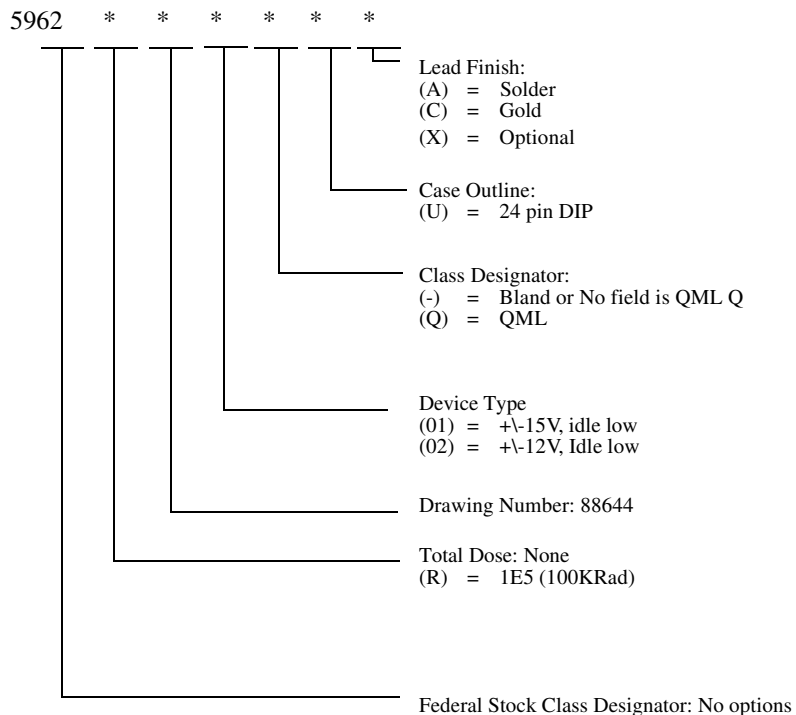 5962 * * * * * *
Lead Finish:
(A) = Solder
(C) = Gold
(X) = Optional
Case Outline:
(U) = 24 pin DIP
Class Designator:
(-) = Bland or No field is QML Q
(Q) = QML
Device Type
(01) = +\-15V, idle low
(02) = +\-12V, Idle low
Drawing Number: 88644
Total Dose: None
(R) = 1E5 (100KRad)
Federal Stock Class Designator: No options